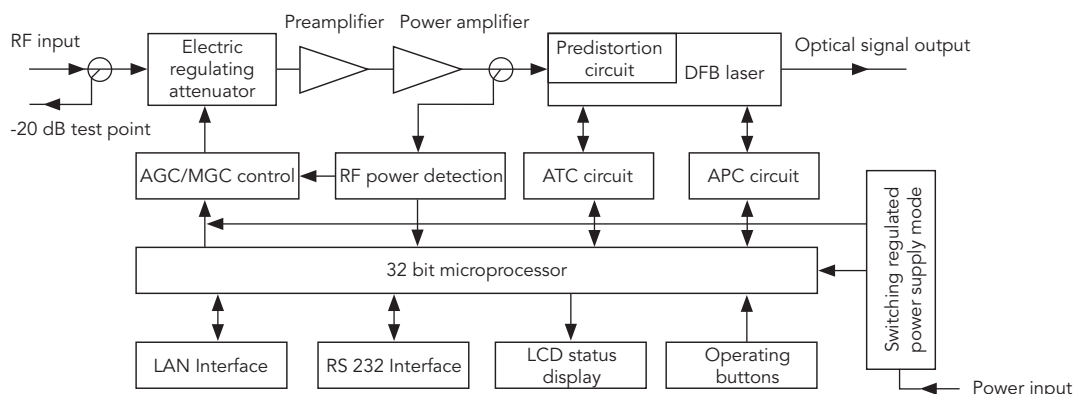 Preamplifier
Power amplifier
RF input
Electric
regulating
attenuator
Predistortion
circuit
DFB laser
Optical signal output
-20 dB test point
AGC/MGC control
RF power detection
ATC circuit
APC circuit
Switching regulated
power supply mode
32 bit microprocessor
LAN Interface
RS 232 Interface
LCD status
display
Operating
buttons
Power input